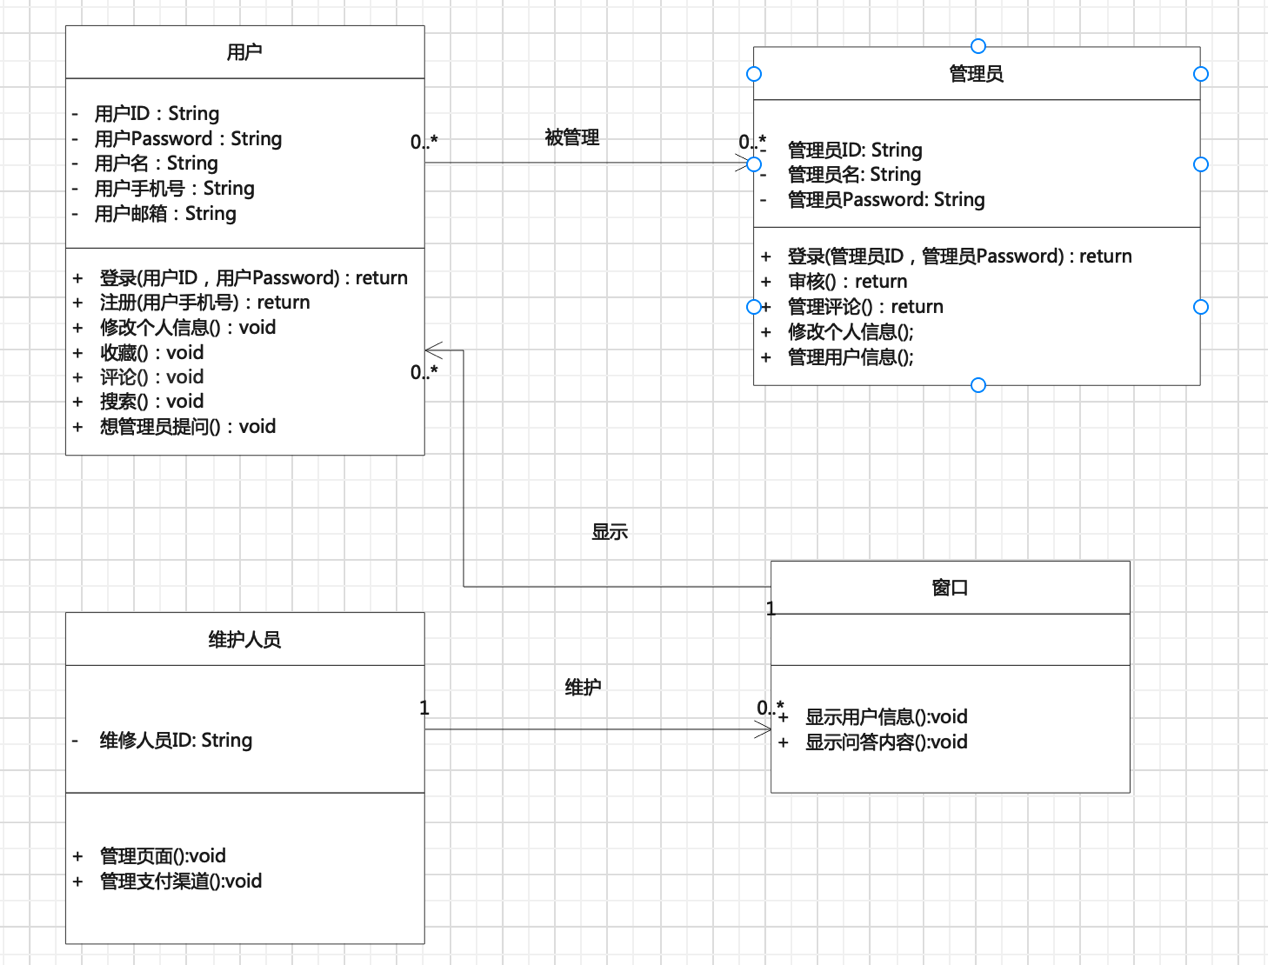 用户
- 用户ID：String
- 用户Password：String
- 用户名：String
- 用户手机号：String
- 用户邮箱：String
+ 登录(用户ID，用户Password)：return
+ 注册(用户手机号)：return
+ 修改个人信息()：void
+ 收藏()：void
+ 评论()：void
+ 搜索()：void
+ 想管理员提问()：void
0..*
被管理
0..*
管理员
- 管理员ID: String
- 管理员名: String
- 管理员Password: String
+ 登录(管理员ID，管理员Password)：return
+ 审核()：return
+ 管理评论()：return
+ 修改个人信息();
+ 管理用户信息();
0..*
显示
1
窗口
+ 显示用户信息():void
+ 显示问答内容():void
维护人员
- 维修人员ID: String
+ 管理页面():void
+ 管理支付渠道():void
1
维护
0..*